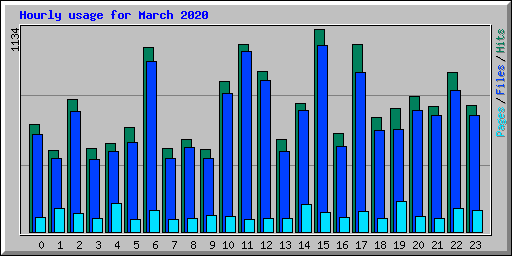 Hourly usage for March 2020
1134
Pages/Files/Hits
0 1 2 3 4 5 6 7 8 9 10 11 12 13 14 15 16 17 18 19 20 21 22 23